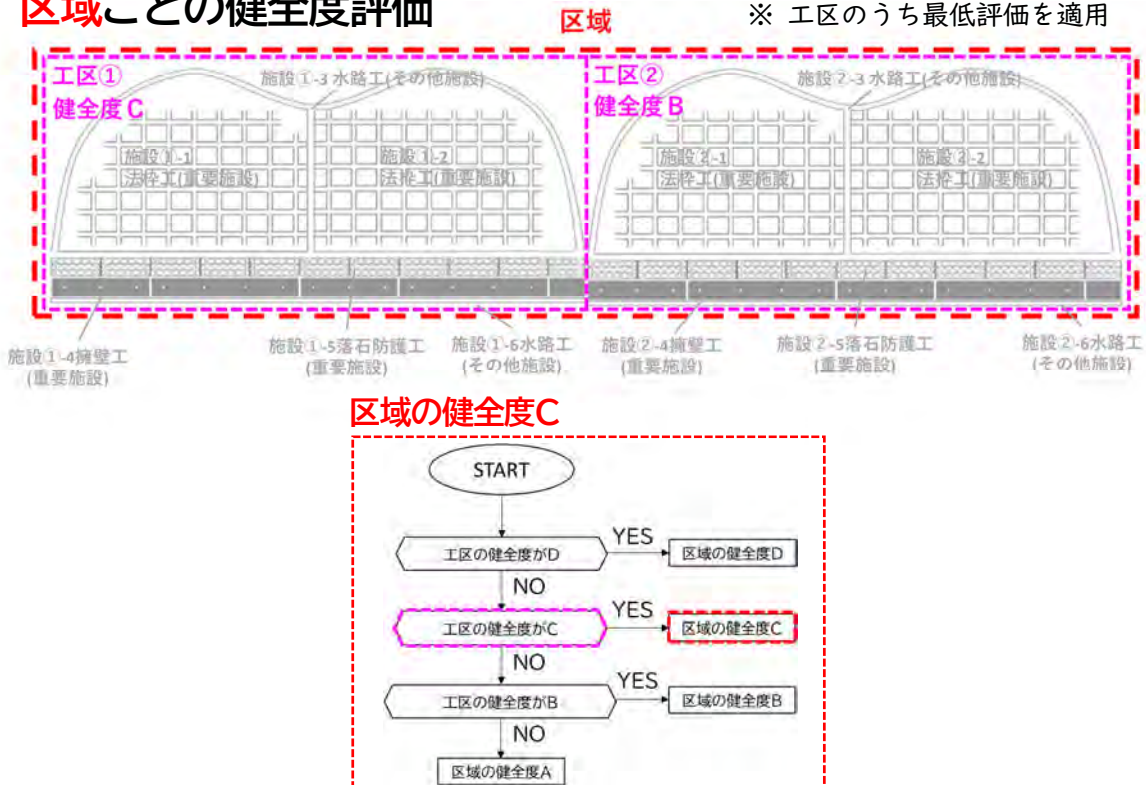 区域ごとの健全度評価
※ 工区のうち最低評価を適用
区域
工区①
健全度C
施設①-3水路工(その他施設)
施設①-1
法枠工(重要施設)
施設①-2
法枠工(重要施設)
工区②
健全度B
施設②-3水路工(その他施設)
施設②-1
法枠工(重要施設)
施設②-2
法枠工(重要施設)
施設①-4擁壁工
(重要施設)
施設①-5落石防護工
(重要施設)
施設①-6水路工
(その他施設)
施設②-4擁壁工
(重要施設)
施設②-5落石防護工
(重要施設)
施設②-6水路工
(その他施設)
区域の健全度C
START
工区の健全度がD
YES
区域の健全度D
NO
工区の健全度がC
YES
区域の健全度C
NO
工区の健全度がB
YES
区域の健全度B
NO
区域の健全度A